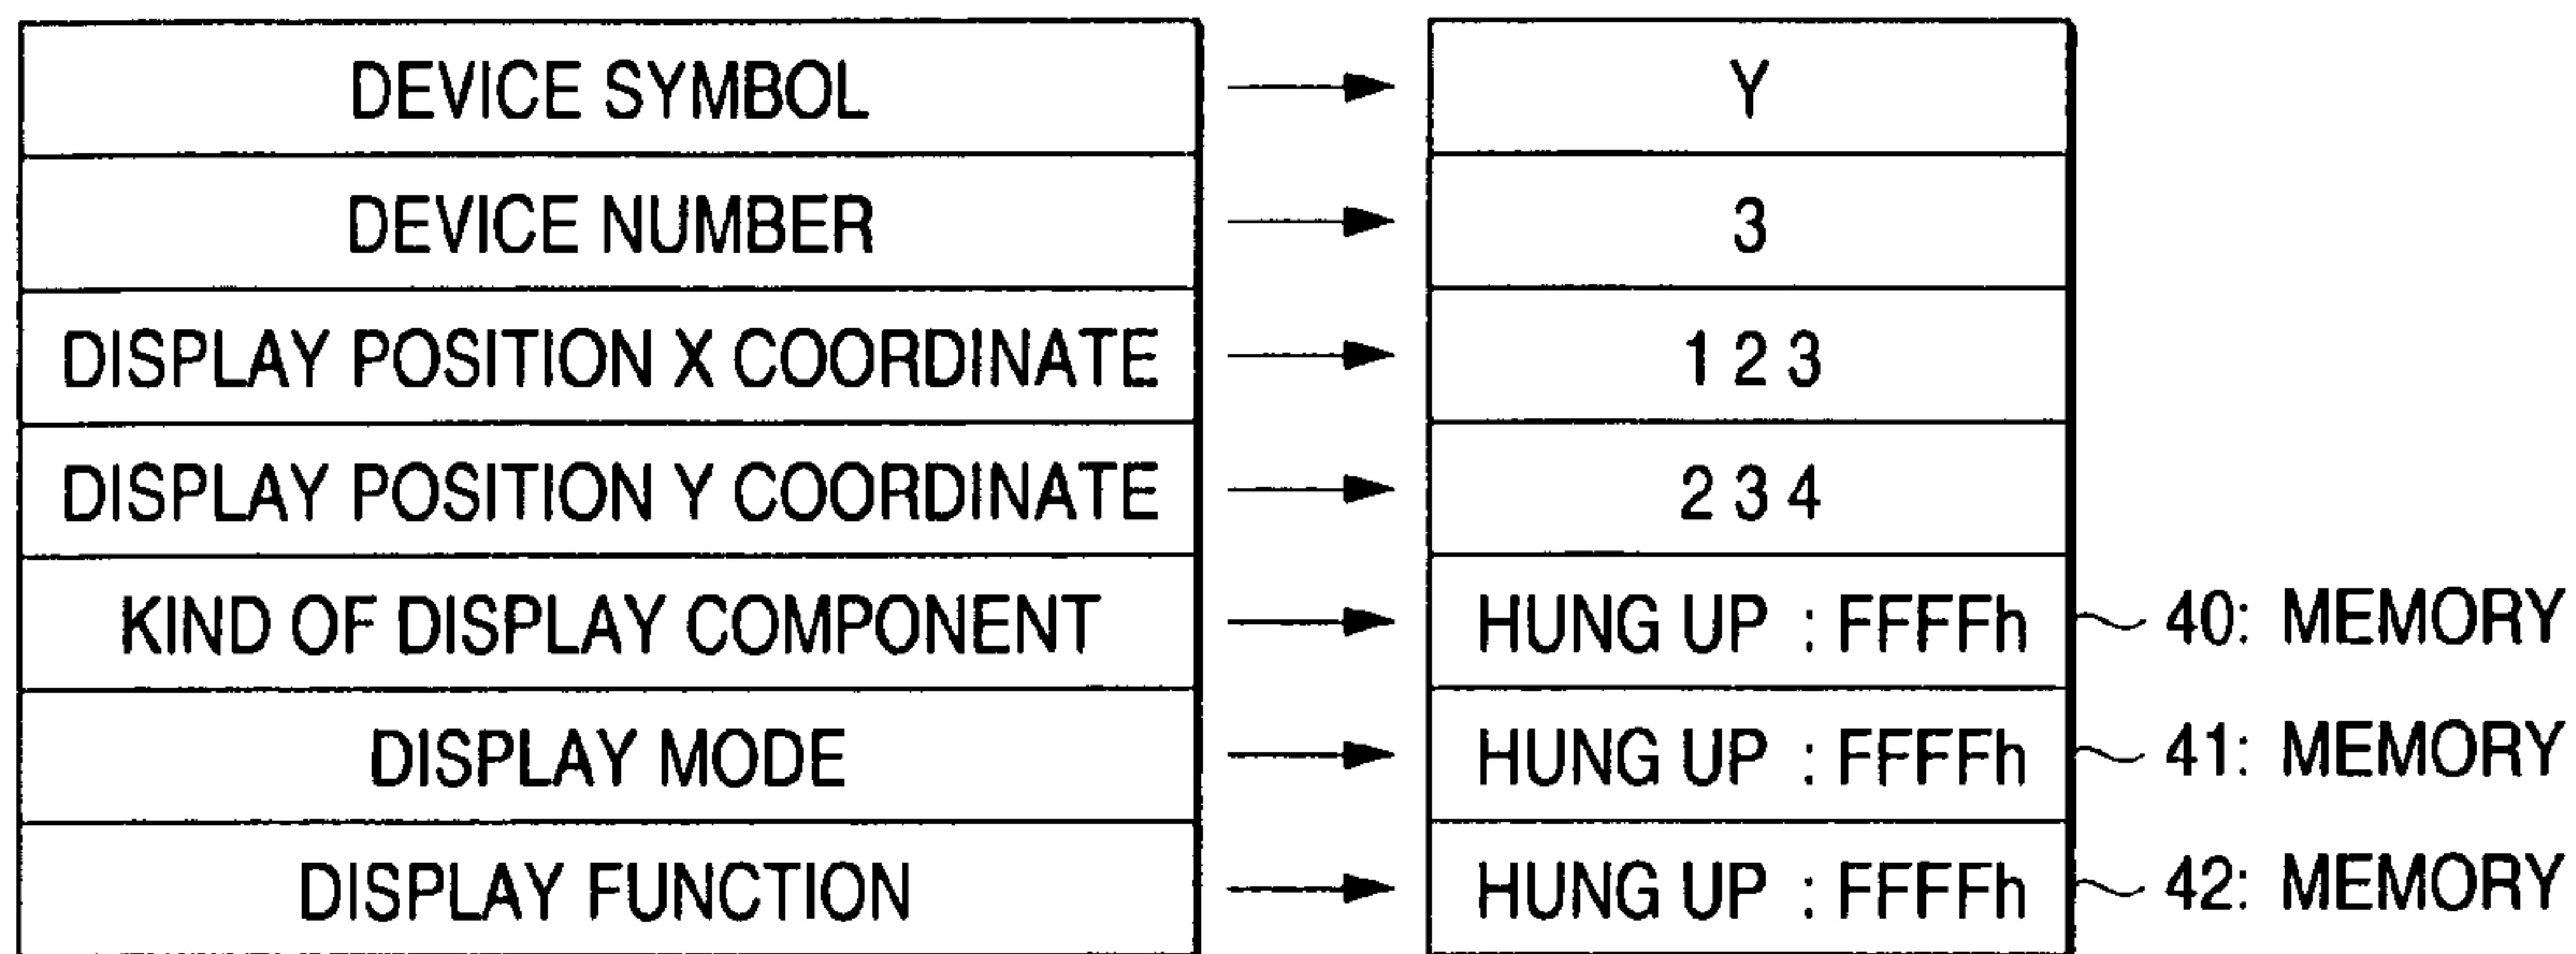 DEVICE SYMBOL Y
DEVICE NUMBER 3
DISPLAY POSITION X COORDINATE 1 2 3
DISPLAY POSITION Y COORDINATE 2 3 4
KIND OF DISPLAY COMPONENT HUNG UP : FFFFh 40: MEMORY
DISPLAY MODE HUNG UP : FFFFh 41: MEMORY
DISPLAY FUNCTION HUNG UP : FFFFh 42: MEMORY